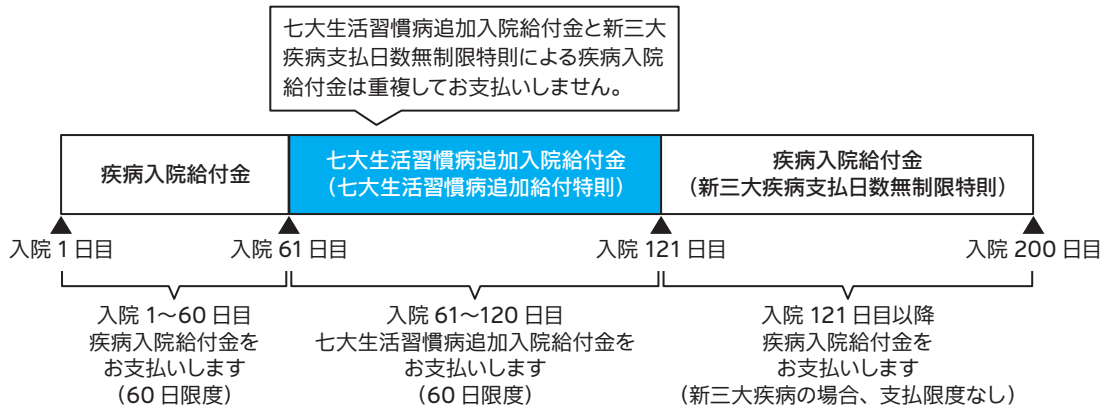 七大生活習慣病追加入院給付金と新三大
疾病支払日数無制限特則による疾病入院
給付金は重複してお支払いしません。
疾病入院給付金
七大生活習慣病追加入院給付金
（七大生活習慣病追加給付特則）
疾病入院給付金
（新三大疾病支払日数無制限特則）
入院 1 日目
入院 61 日目
入院 121 日目
入院 200 日目
入院 1～60 日目
疾病入院給付金を
お支払いします
（60 日限度）
入院 61～120 日目
七大生活習慣病追加入院給付金を
お支払いします
（60 日限度）
入院 121 日目以降
疾病入院給付金を
お支払いします
（新三大疾病の場合、支払限度なし）